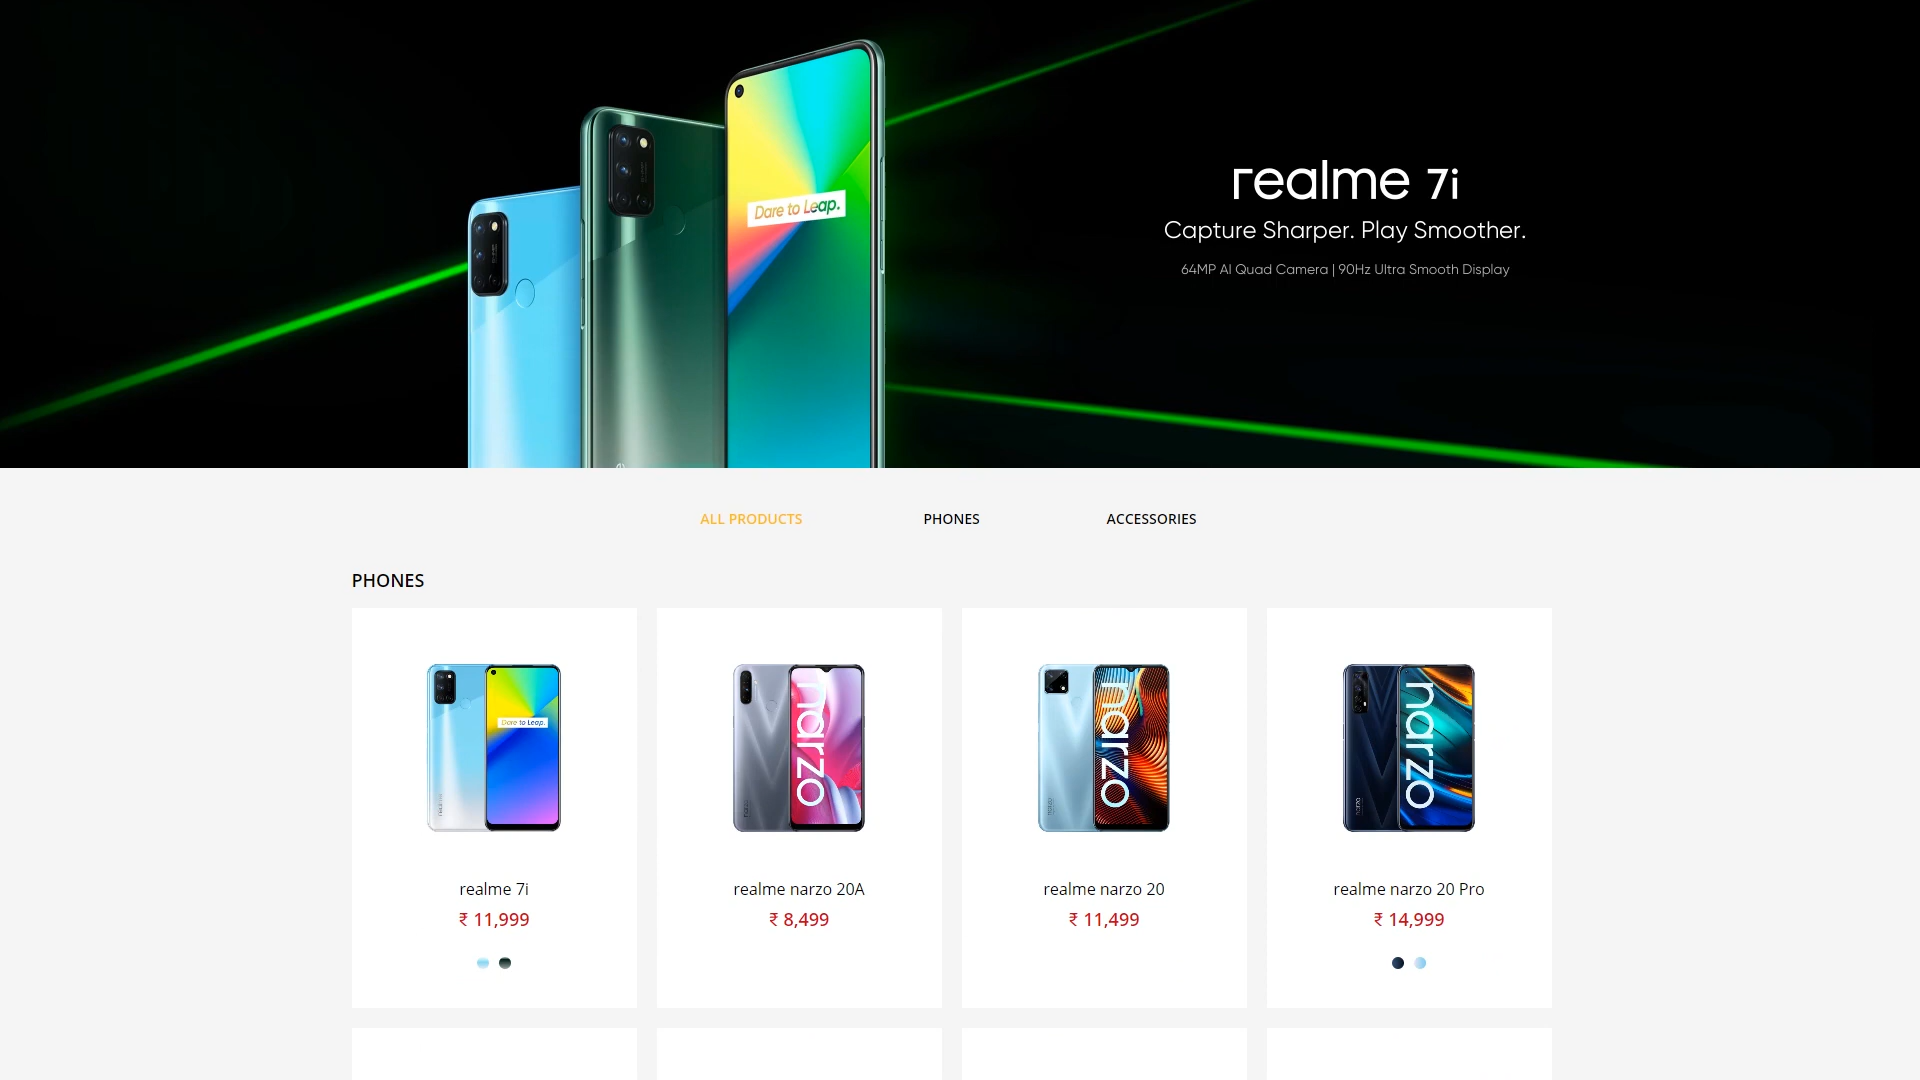 realme 7i
Capture Sharper. Play Smoother.
64MP AI Quad Camera | 90Hz Ultra Smooth Display
Dare to Leap.
ALL PRODUCTS
PHONES
ACCESSORIES
PHONES
Dare to Leap.
narzo
narzo
narzo
realme 7i
₹ 11,999
realme narzo 20A
₹ 8,499
realme narzo 20
₹ 11,499
realme narzo 20 Pro
₹ 14,999